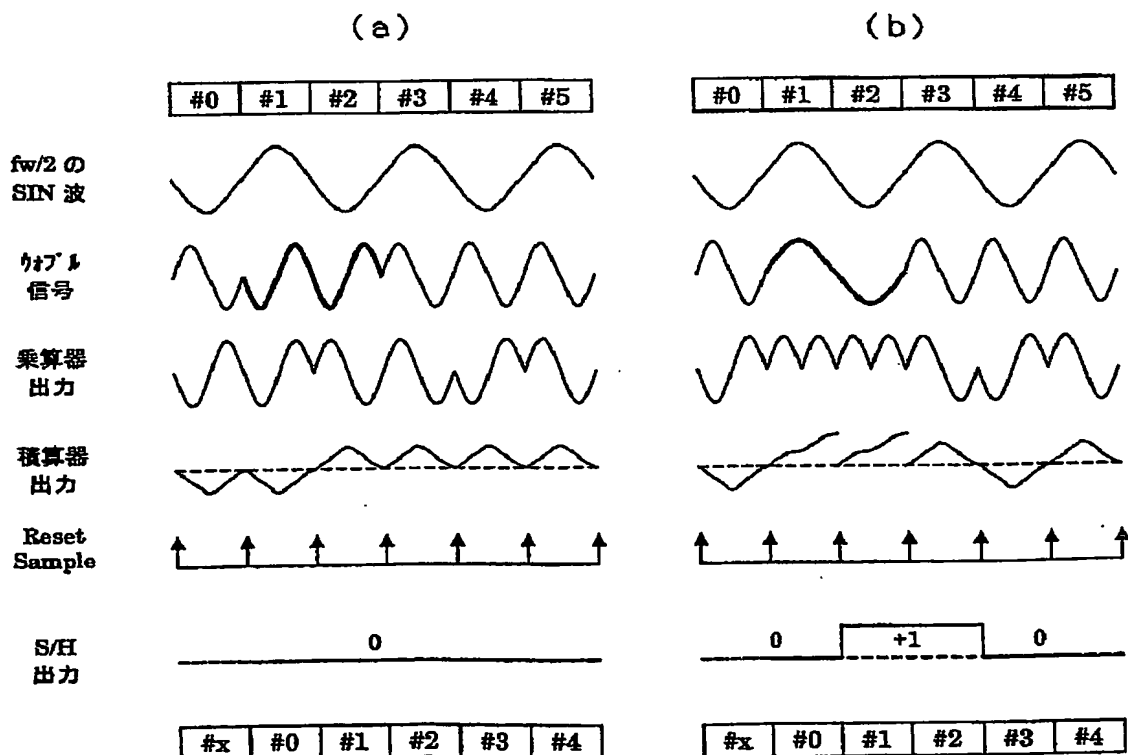 (a)
(b)
#0 #1 #2 #3 #4 #5
#0 #1 #2 #3 #4 #5
fw/2 の
SIN 波
ｳｫﾌﾞﾙ
信号
乗算器
出力
積算器
出力
Reset
Sample
S/H
出力
0
0 +1 0
#x #0 #1 #2 #3 #4
#x #0 #1 #2 #3 #4